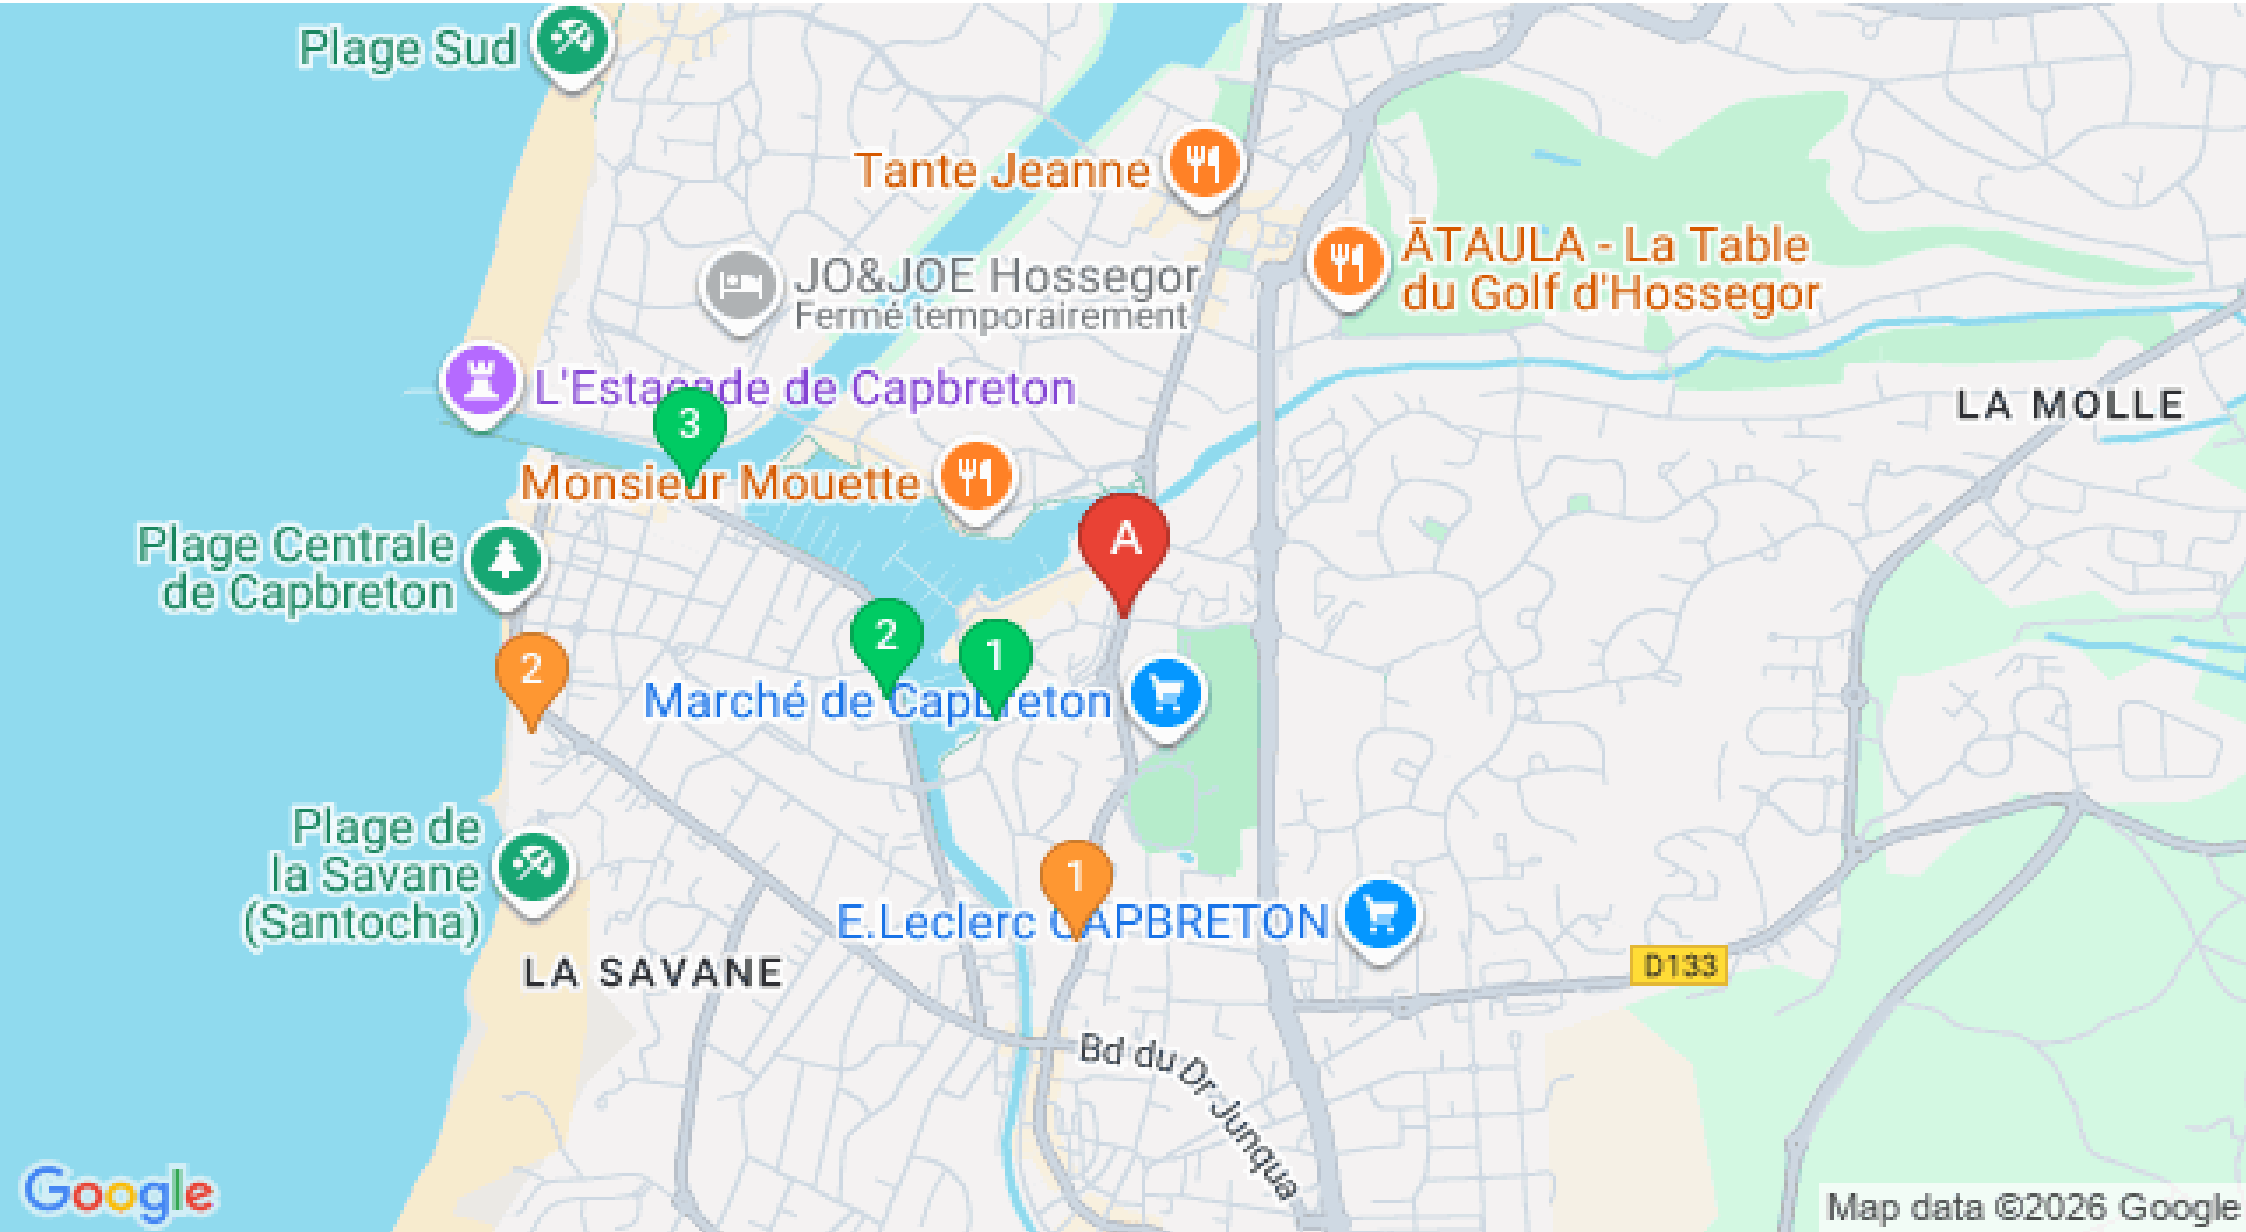 Plage Sud
Tante Jeanne
ĀTAULA - La Table
du Golf d'Hossegor
JO&JOE Hossegor
Fermé temporairement
L'Estacade de Capbreton
LA MOLLE
3
Monsieur Mouette
A
Plage Centrale
de Capbreton
2
1
2
Marché de Capbreton
Plage de
la Savane
(Santocha)
1
E.Leclerc CAPBRETON
D133
LA SAVANE
Bd du Dr Junqua
Google
Map data ©2026 Google